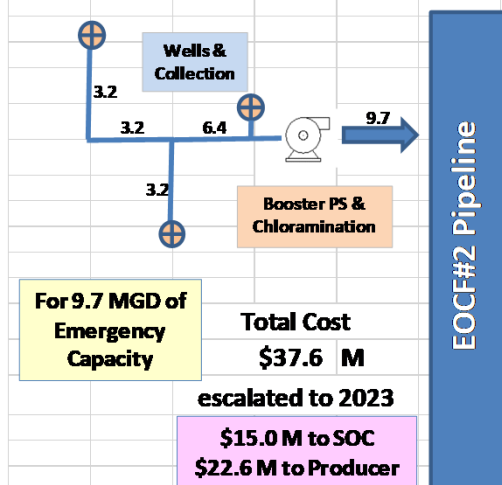 Wells &
Collection
3.2
3.2
6.4
9.7
3.2
Booster PS &
Chloramination
EOCF#2 Pipeline
For 9.7 MGD of
Emergency
Capacity
Total Cost
$37.6 M
escalated to 2023
$15.0 M to SOC
$22.6 M to Producer